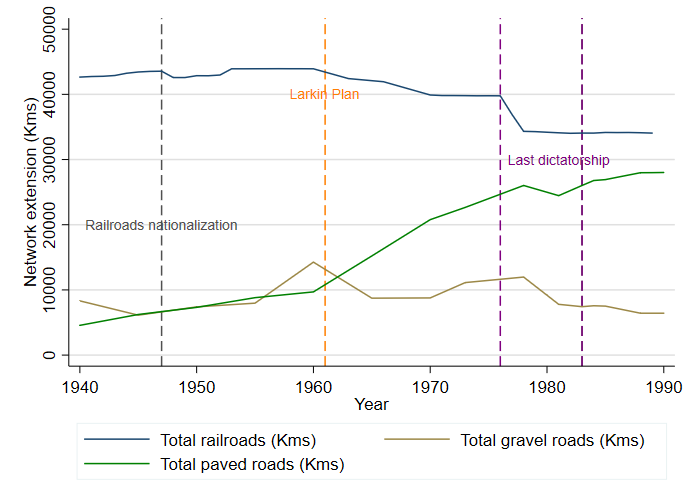 50000
40000
30000
20000
10000
0
Network extension (Kms)
Larkin Plan
Last dictatorship
Railroads nationalization
1940 1950 1960 1970 1980 1990
Year
Total railroads (Kms) Total gravel roads (Kms)
Total paved roads (Kms)